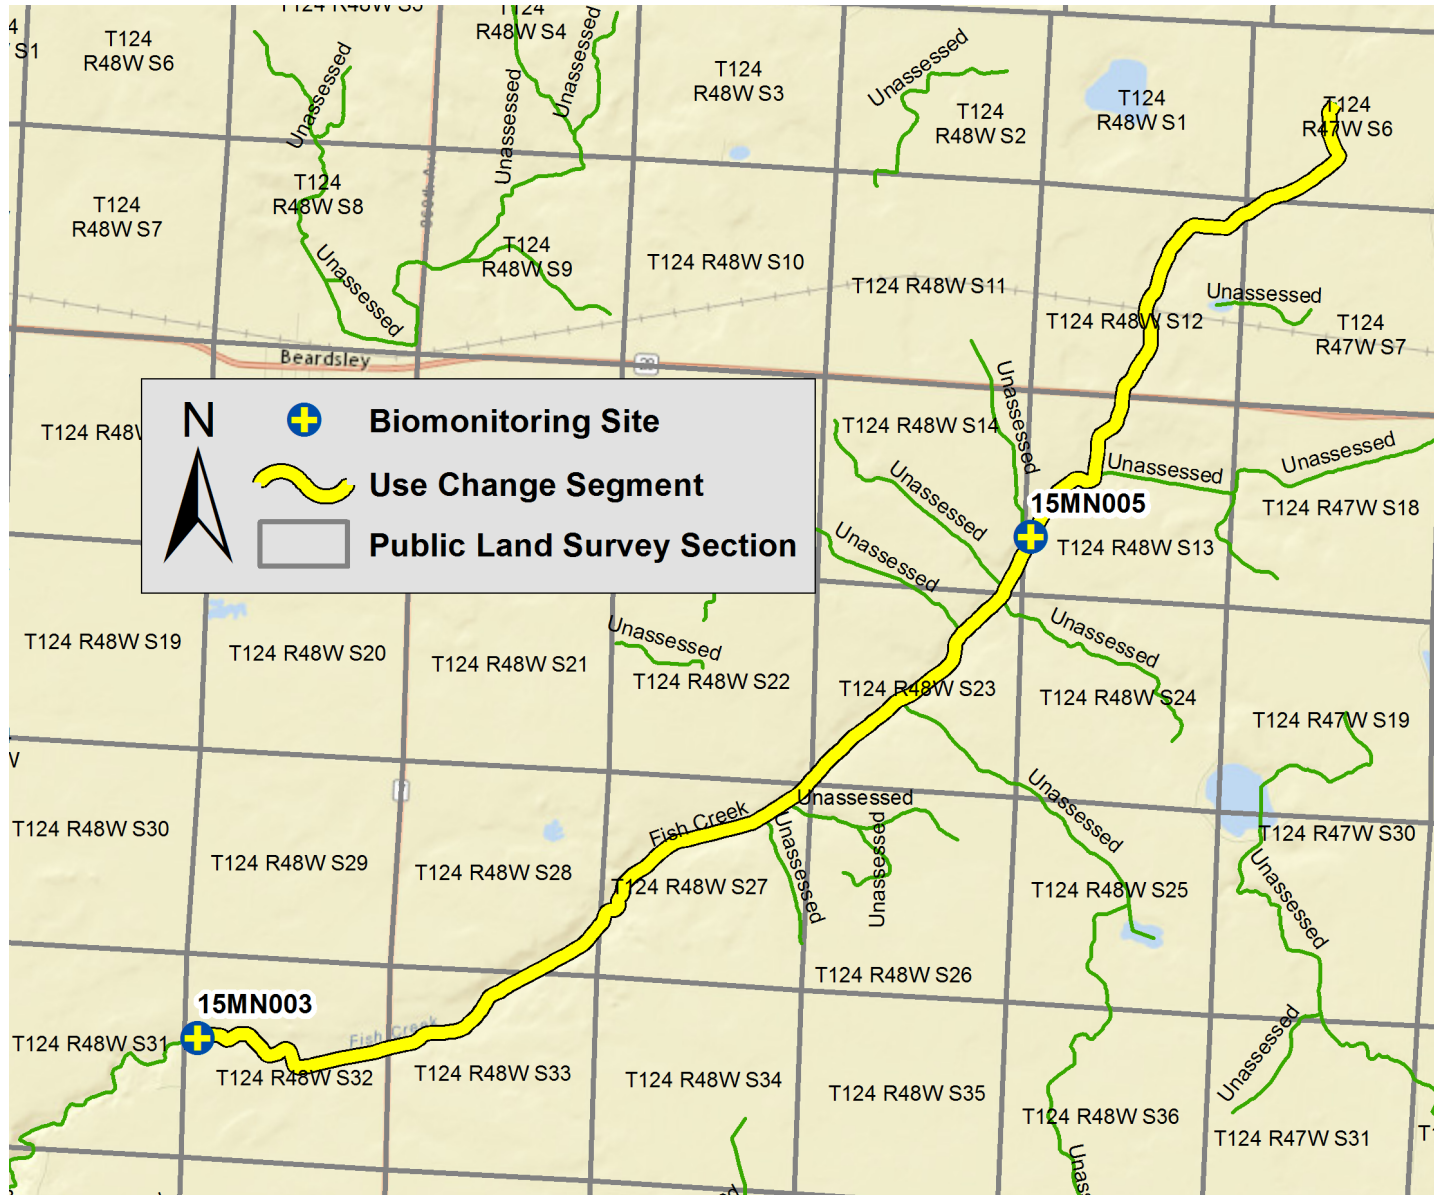 T124
R48W S4
S1
T124
R48W S6
Unassessed
Unassessed
Unassessed
T124
R48W S3
Unassessed
T124
R48W S2
T124
R48W S1
T124
R47W S6
T124
R48W S7
T124
R48W S8
T124
R48W S9
T124 R48W S10
T124 R48W S11
Unassessed
T124 R48W S12
Unassessed
T124
R47W S7
Beardsley
28
N
Biomonitoring Site
Use Change Segment
Public Land Survey Section
T124 R48W
T124 R48W S14
Unassessed
Unassessed
Unassessed
Unassessed
Unassessed
15MN005
T124 R47W S18
T124 R48W S13
T124 R48W S19
T124 R48W S20
T124 R48W S21
Unassessed
T124 R48W S22
T124 R48W S23
Unassessed
T124 R48W S24
T124 R47W S19
T124 R48W S30
T124 R48W S29
T124 R48W S28
Fish Creek
T124 R48W S27
Unassessed
Unassessed
Unassessed
Unassessed
T124 R48W S25
T124 R47W S30
Unassessed
T124 R48W S26
15MN003
T124 R48W S31
Fish Creek
T124 R48W S32
T124 R48W S33
T124 R48W S34
T124 R48W S35
T124 R48W S36
Unassessed
T124 R47W S31